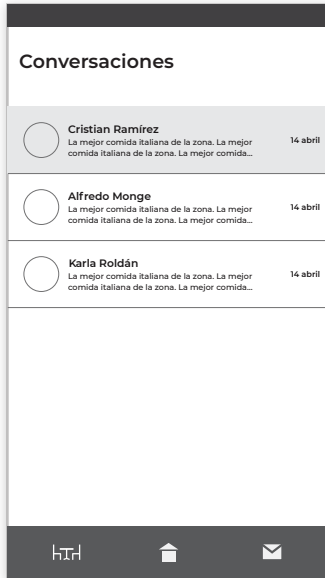 Conversaciones
Cristian Ramírez
La mejor comida italiana de la zona. La mejor
comida italiana de la zona. La mejor comida...
14 abril
Alfredo Monge
La mejor comida italiana de la zona. La mejor
comida italiana de la zona. La mejor comida...
14 abril
Karla Roldán
La mejor comida italiana de la zona. La mejor
comida italiana de la zona. La mejor comida...
14 abril